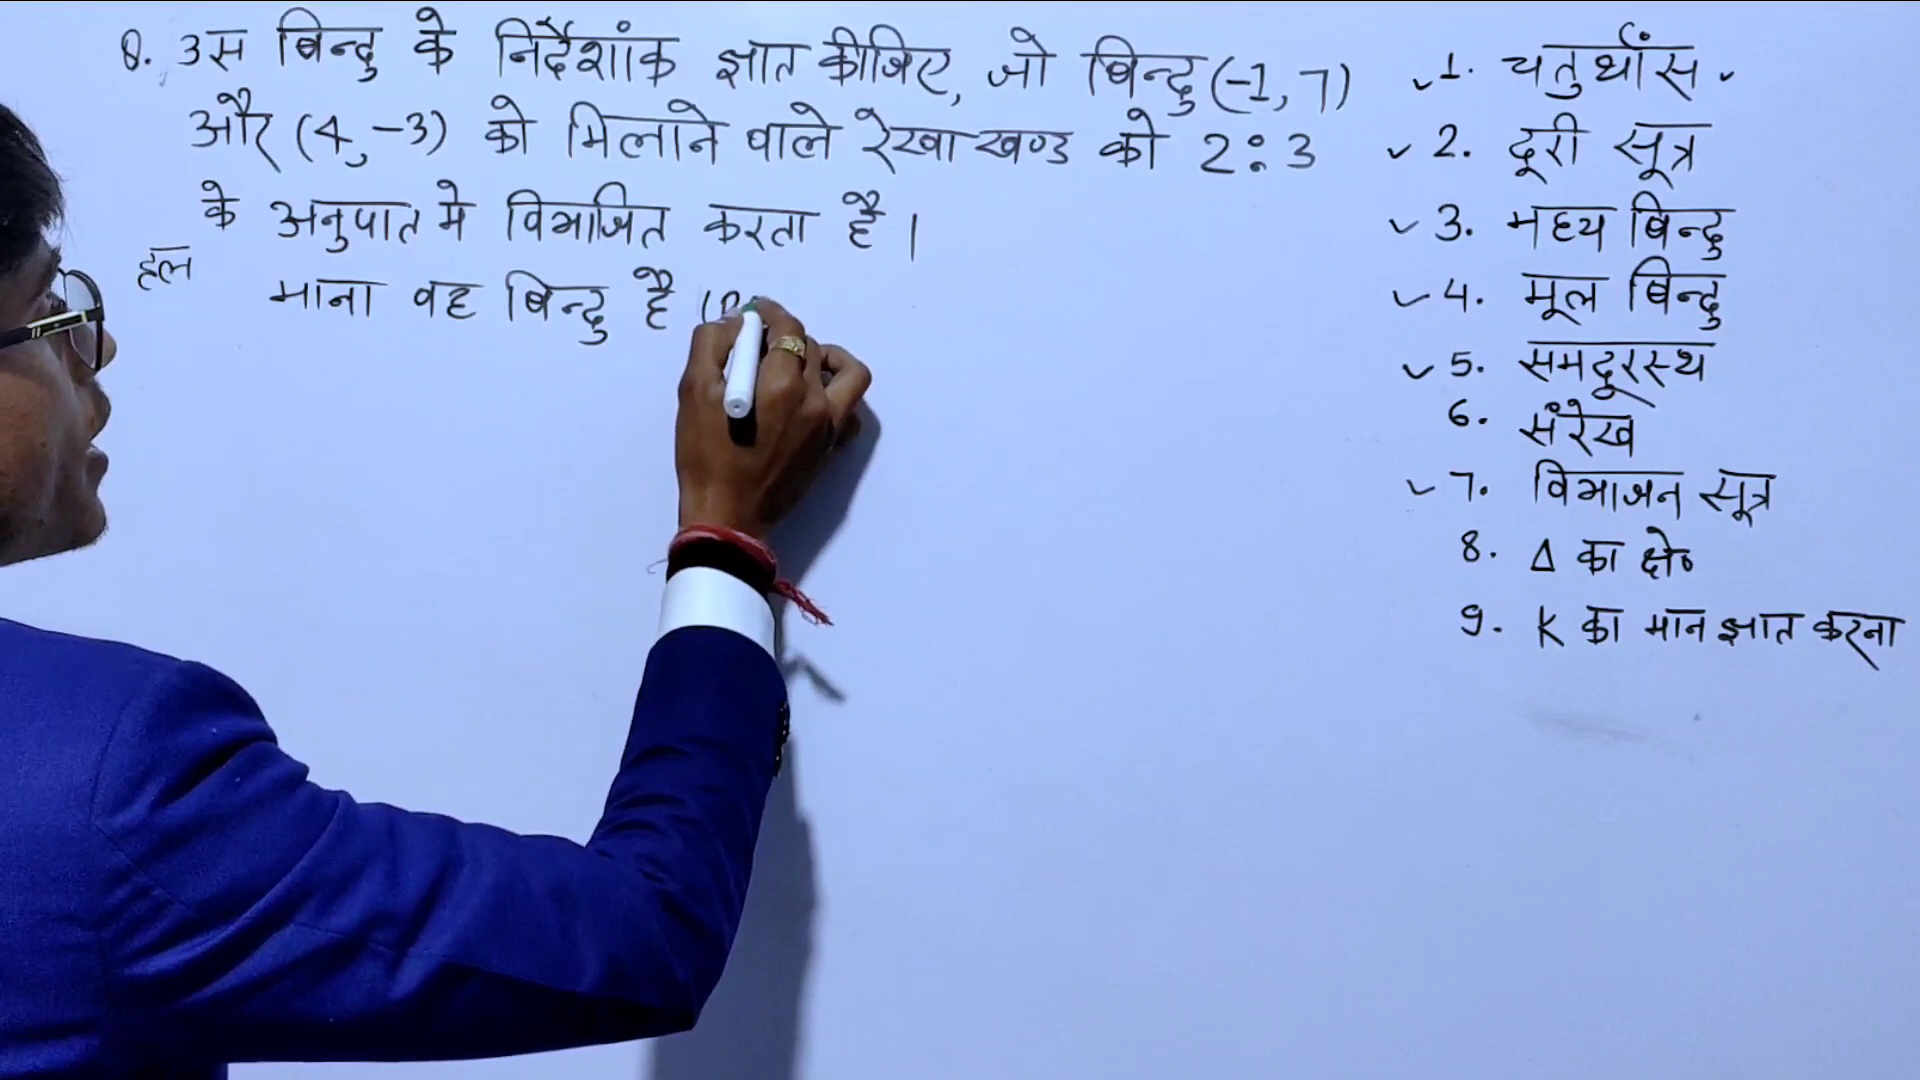 Q. उस बिन्दु के निर्देशांक ज्ञात कीजिए, जो बिन्दु (-1, 7)
और (4, -3) को मिलाने वाले रेखा खण्ड को 2:3
के अनुपात मे विभाजित करता है।
हल
माना वह बिन्दु है (
1. चतुर्थांस
2. दूरी सूत्र
3. मध्य बिन्दु
4. मूल बिन्दु
5. समदूरस्थ
6. संरेख
7. विभाजन सूत्र
8. Δ का क्षे०
9. K का मान ज्ञात करना